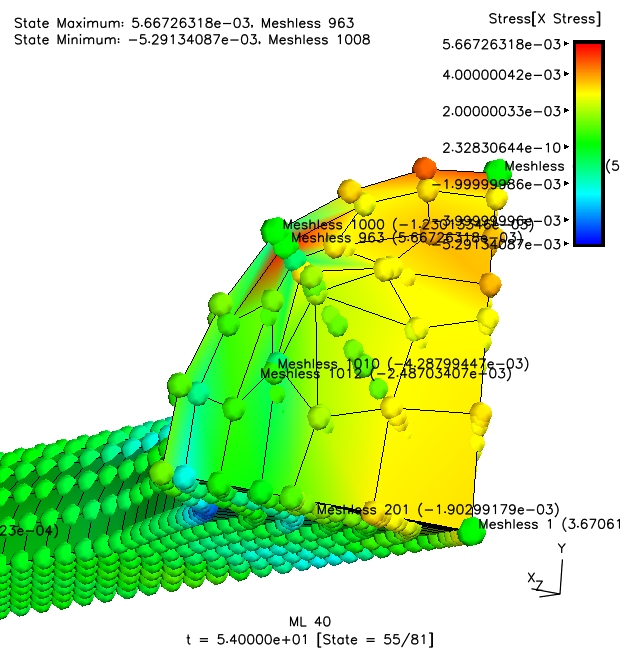 State Maximum: 5.66726318e-03, Meshless 963
State Minimum: -5.29134087e-03, Meshless 1008
Stress[X Stress]
5.66726318e-03
4.00000042e-03
2.00000033e-03
2.32830644e-10
Meshless (5
-1.99999986e-03
-3.99999996e-03
-5.29134087e-03
Meshless 1000 (-1.23013346e-03)
Meshless 963 (5.66726318e-03)
Meshless 1010 (-4.28799447e-03)
Meshless 1012 (-2.48703407e-03)
Meshless 201 (-1.90299179e-03)
Meshless 1 (3.67061
23e-04)
Y
X
Z
ML 40
t = 5.40000e+01 [State = 55/81]